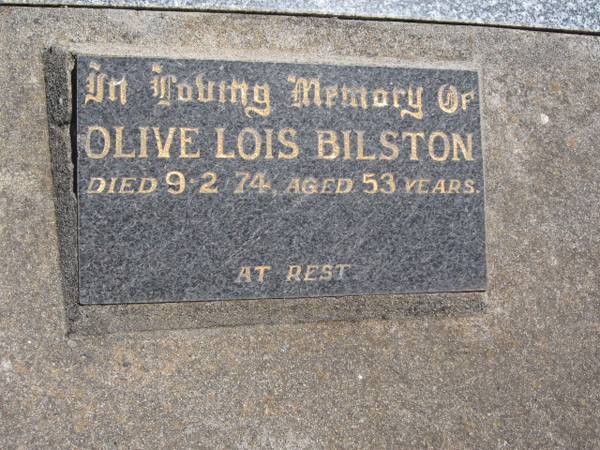 In Loving Memory Of
OLIVE LOIS BILSTON
DIED 9-2 74, AGED 53 YEARS.
AT REST